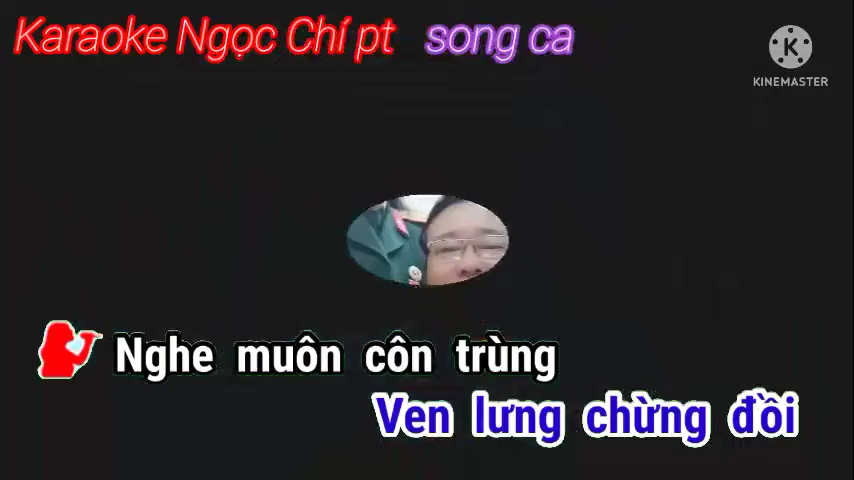 Karaoke Ngọc Chí pt song ca
KINEMASTER
Nghe muôn côn trùng
Ven lưng chừng đồi